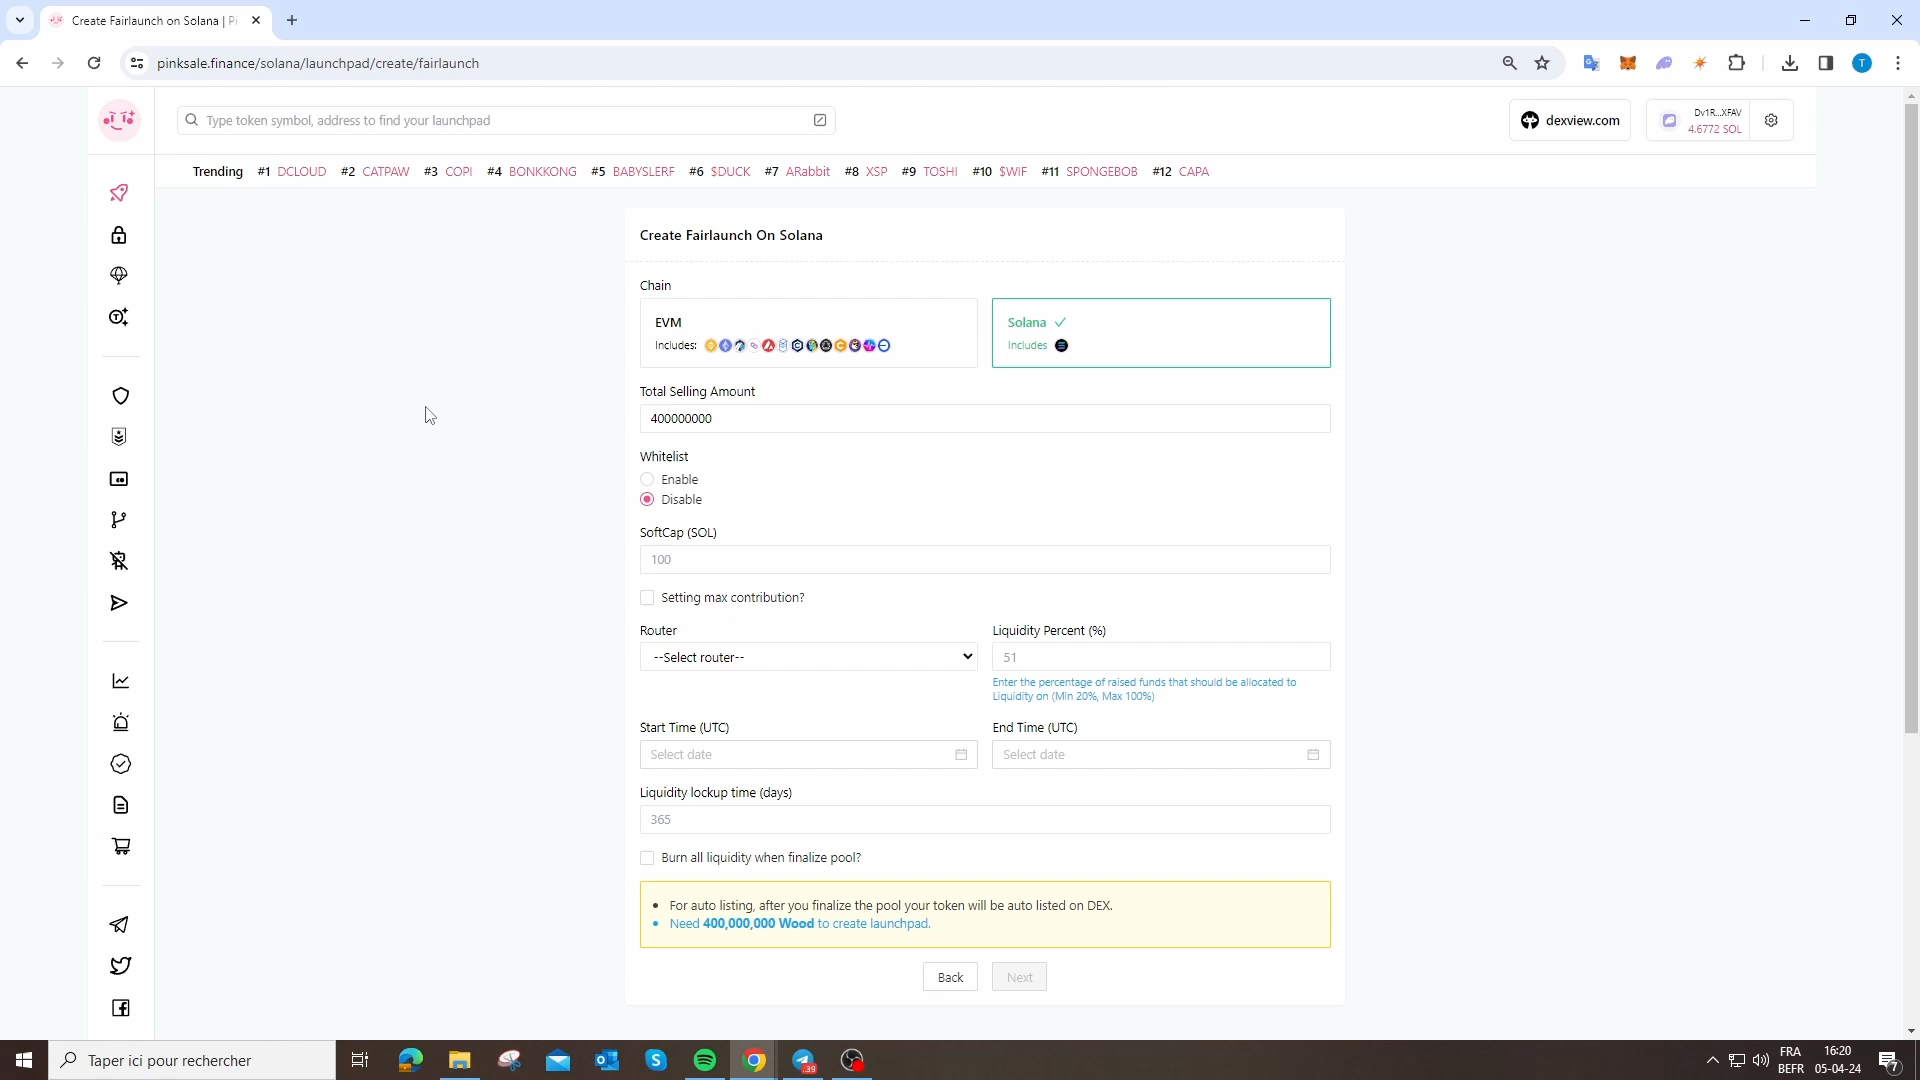 Create Fairlaunch on Solana | Pi
pinksale.finance/solana/launchpad/create/fairlaunch
T
Type token symbol, address to find your launchpad
dexview.com
Dv1R...XFAV
4.6772 SOL
Trending #1 DCLOUD #2 CATPAW #3 COPI #4 BONKKONG #5 BABYSLERF #6 $DUCK #7 ARabbit #8 XSP #9 TOSHI #10 $WIF #11 SPONGEBOB #12 CAPA
Create Fairlaunch On Solana
Chain
EVM
Includes:
Solana
Includes
Total Selling Amount
400000000
Whitelist
Enable
Disable
SoftCap (SOL)
100
Setting max contribution?
Router
--Select router--
Liquidity Percent (%)
51
Enter the percentage of raised funds that should be allocated to
Liquidity on (Min 20%, Max 100%)
Start Time (UTC)
Select date
End Time (UTC)
Select date
Liquidity lockup time (days)
365
Burn all liquidity when finalize pool?
For auto listing, after you finalize the pool your token will be auto listed on DEX.
Need 400,000,000 Wood to create launchpad.
Back
Next
Taper ici pour rechercher
39
FRA
BEFR
16:20
05-04-24
7